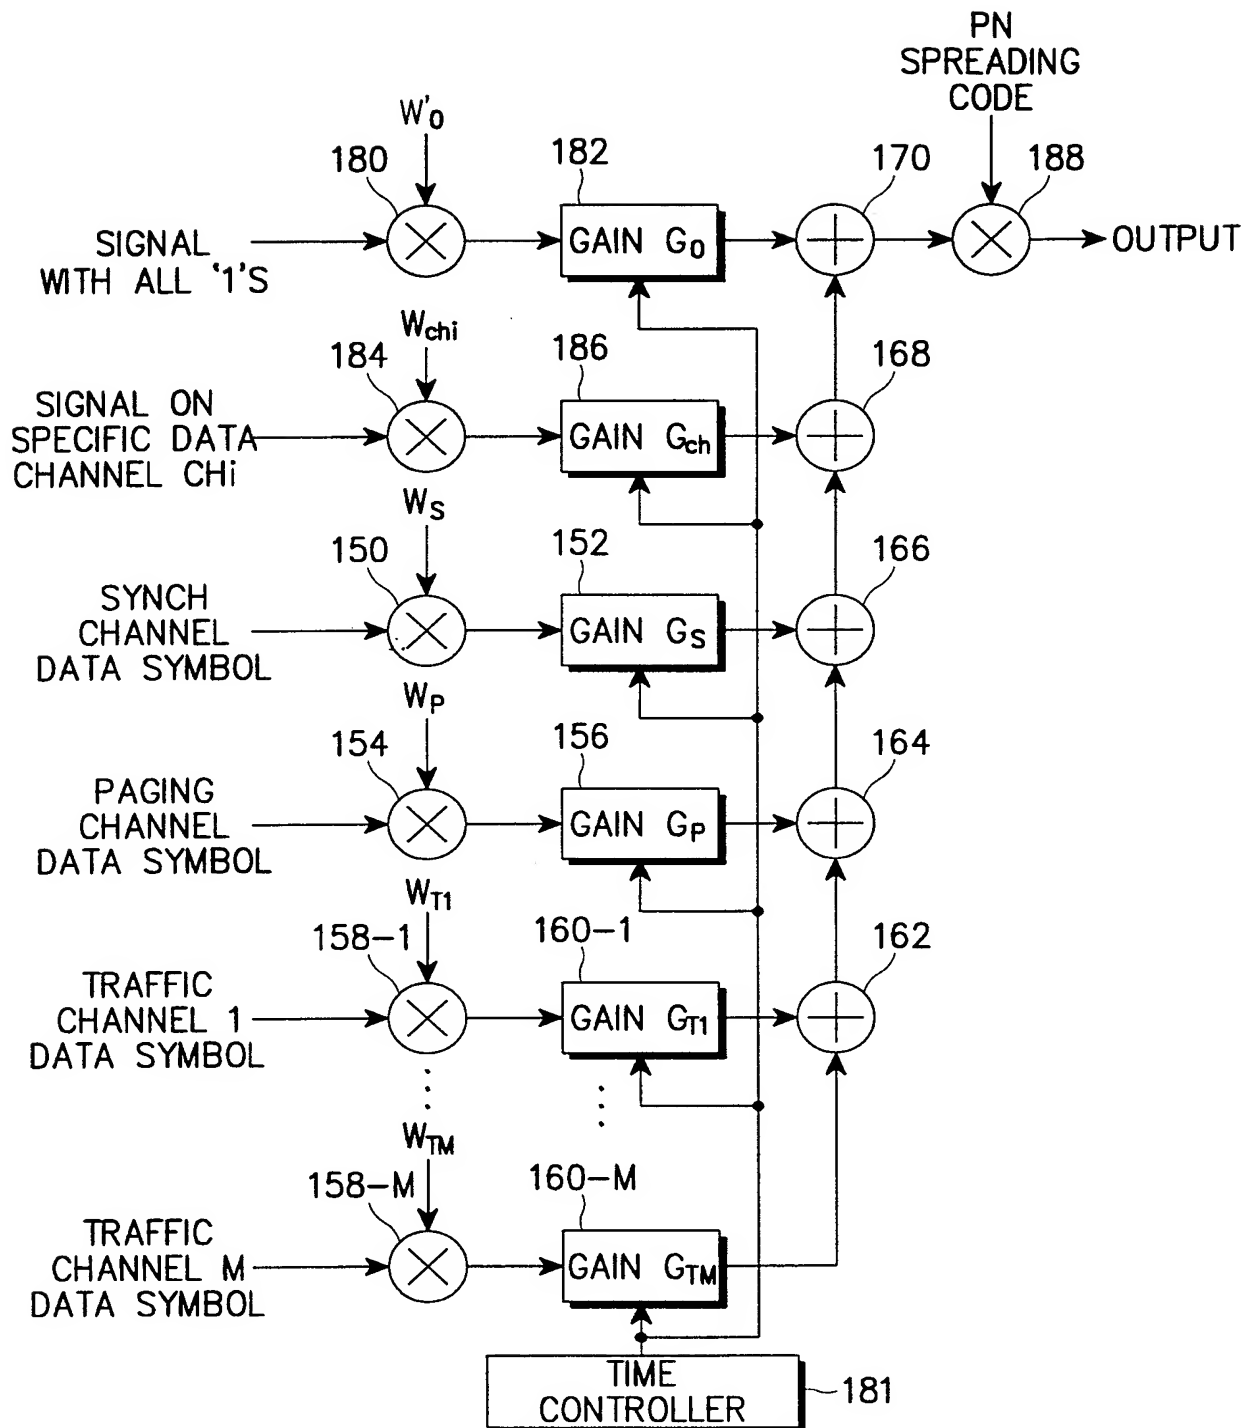 PN
SPREADING
CODE
W'0
180
182
170
188
SIGNAL
WITH ALL '1'S
GAIN G0
OUTPUT
Wchi
184
186
168
SIGNAL ON
SPECIFIC DATA
CHANNEL CHi
GAIN Gch
WS
150
152
166
SYNCH
CHANNEL
DATA SYMBOL
GAIN GS
WP
154
156
164
PAGING
CHANNEL
DATA SYMBOL
GAIN GP
WT1
158-1
160-1
162
TRAFFIC
CHANNEL 1
DATA SYMBOL
GAIN GT1
WTM
158-M
160-M
TRAFFIC
CHANNEL M
DATA SYMBOL
GAIN GTM
TIME
CONTROLLER
181